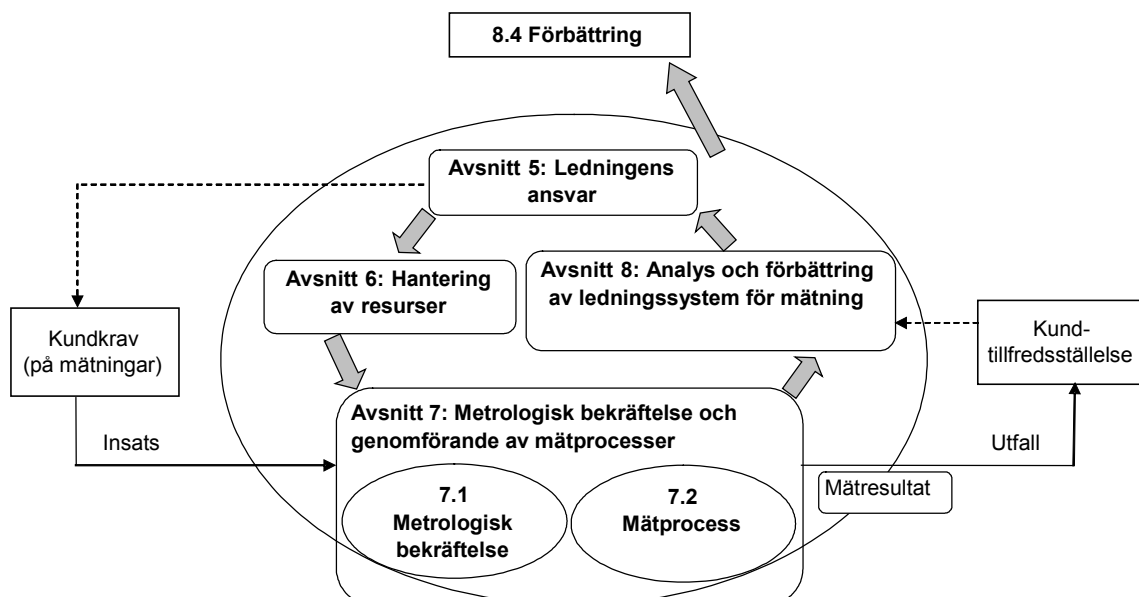 8.4 Förbättring
Avsnitt 5: Ledningens
ansvar
Avsnitt 6: Hantering
av resurser
Avsnitt 8: Analys och förbättring
av ledningssystem för mätning
Kundkrav
(på mätningar)
Kund-
tillfredsställelse
Avsnitt 7: Metrologisk bekräftelse och
genomförande av mätprocesser
Insats
Utfall
Mätresultat
7.1
Metrologisk
bekräftelse
7.2
Mätprocess